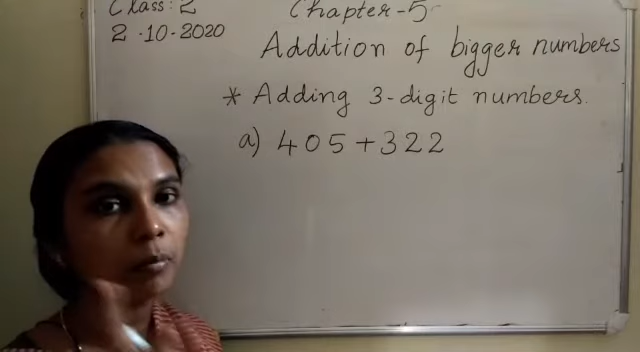 Class: 2
Chapter-5
2-10-2020
Addition of bigger numbers
* Adding 3-digit numbers.
a) 405+322